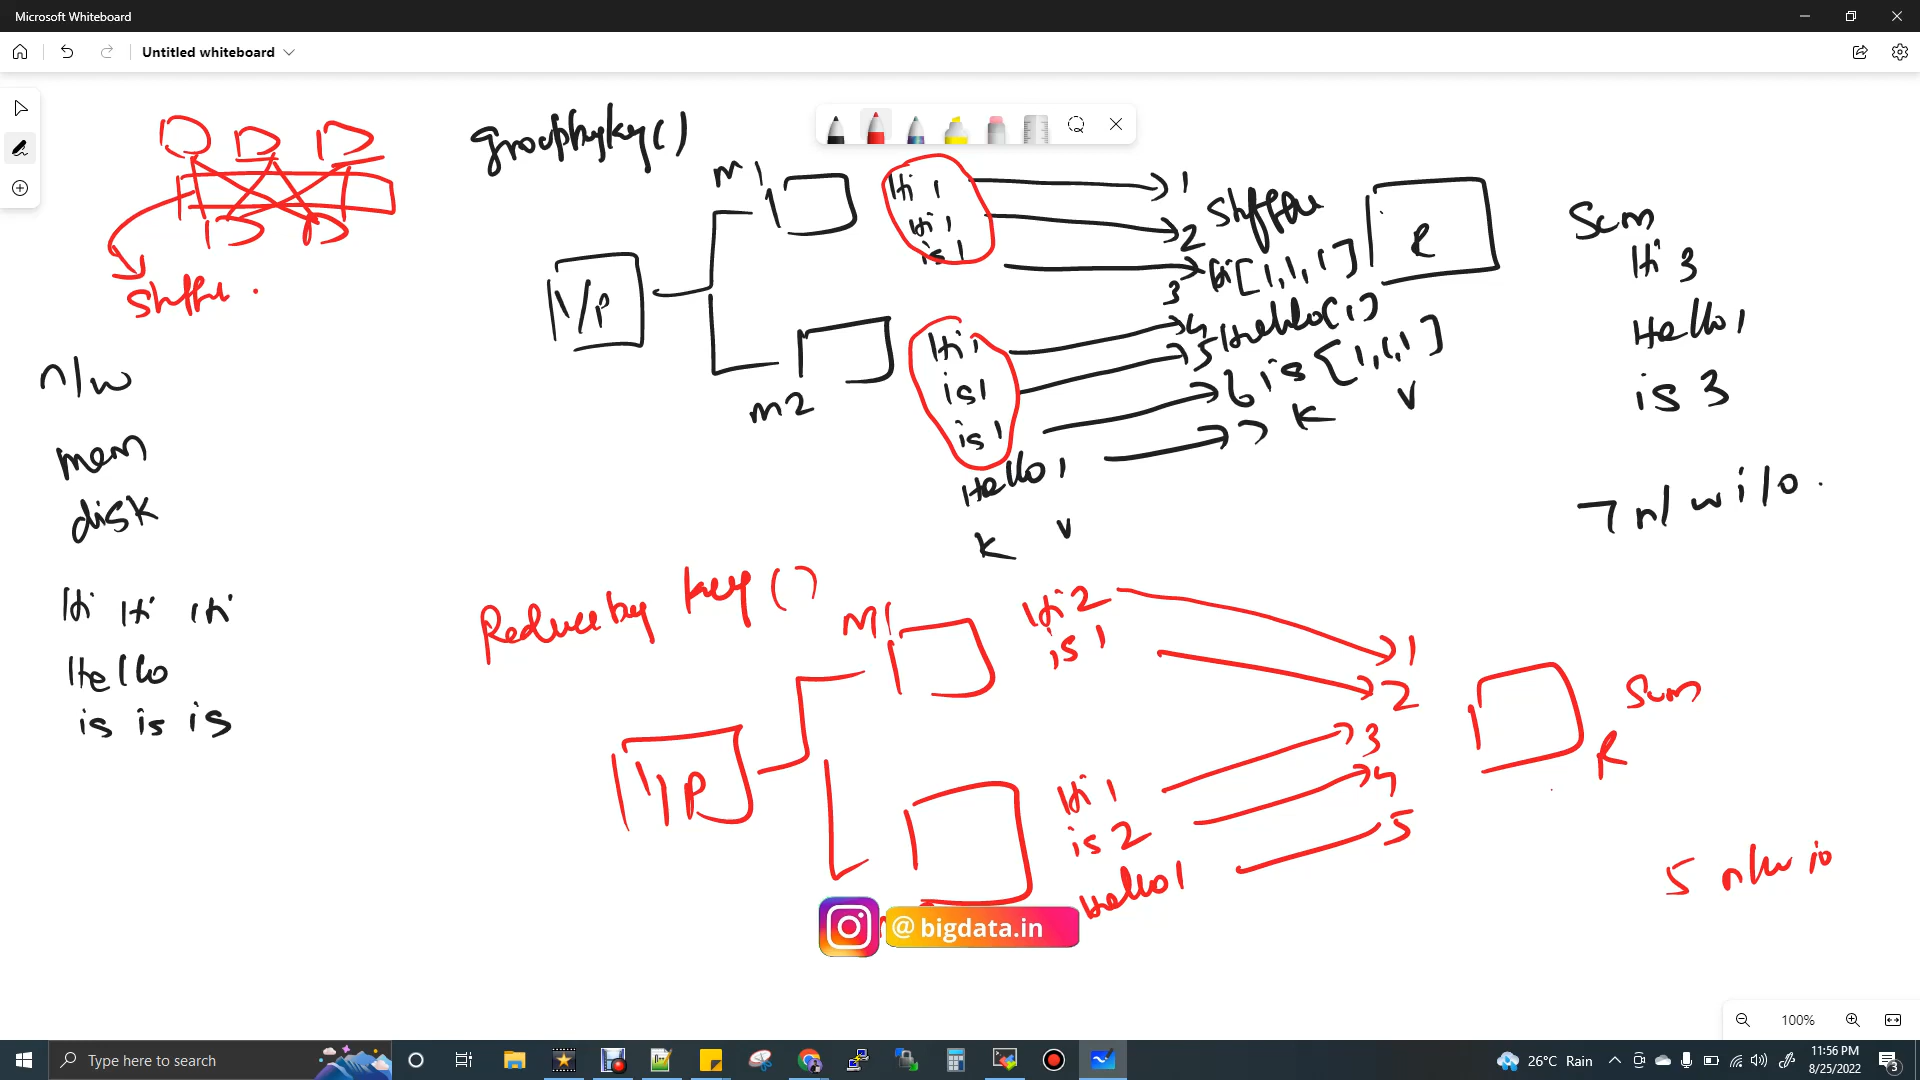 Microsoft Whiteboard
Untitled whiteboard
groupbykey()
m1
Hi 1
Hi 1
is 1
1
2
3
4
5
6
7
Hi [1,1,1]
Hello(1)
is [1,1,1]
K V
R
Sum
Hi 3
Hello 1
is 3
7 n/w i/o.
I/P
m2
Hi 1
is 1
is 1
Hello 1
K V
n/w
mem
disk
Hi Hi Hi
Hello
is is is
Reduceby key()
M1
Hi 2
is 1
1
2
3
4
5
I/P
Hi 1
is 2
Hello 1
Sum
R
5 n/w io
@ bigdata.in
100%
Type here to search
26°C Rain
11:56 PM
8/25/2022
3